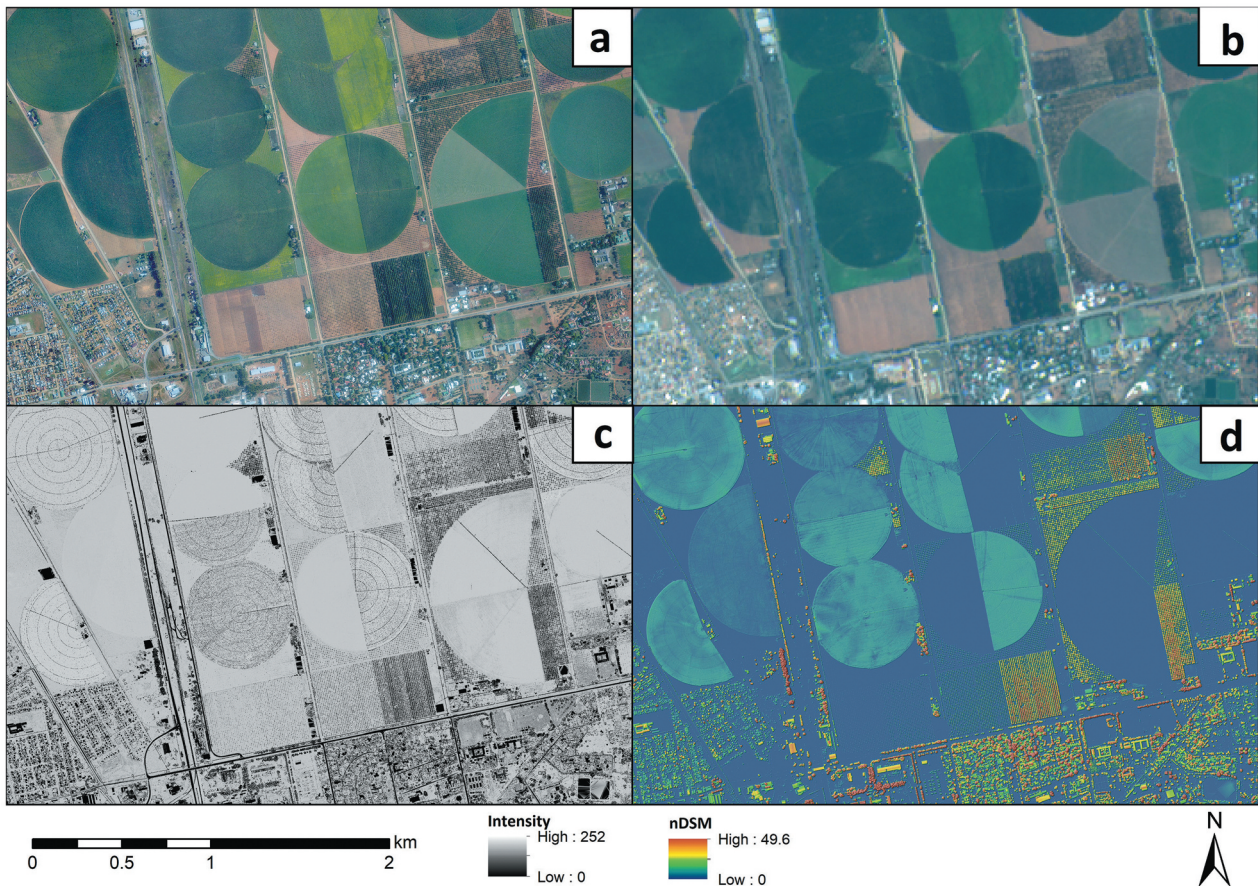 a
b
c
d
0
0.5
1
2
km
Intensity
High : 252
Low : 0
nDSM
High : 49.6
Low : 0
N